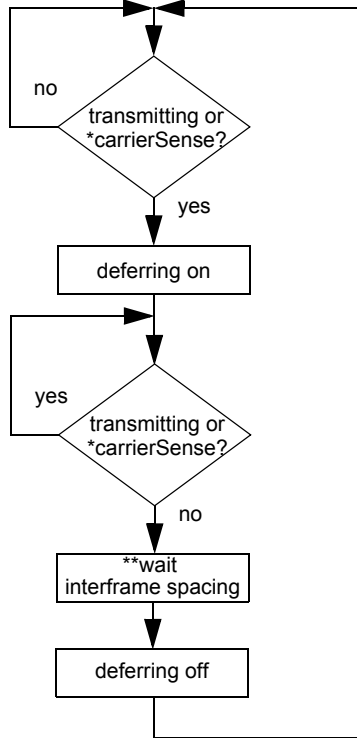 no
transmitting or
*carrierSense?
yes
deferring on
yes
transmitting or
*carrierSense?
no
**wait
interframe spacing
deferring off